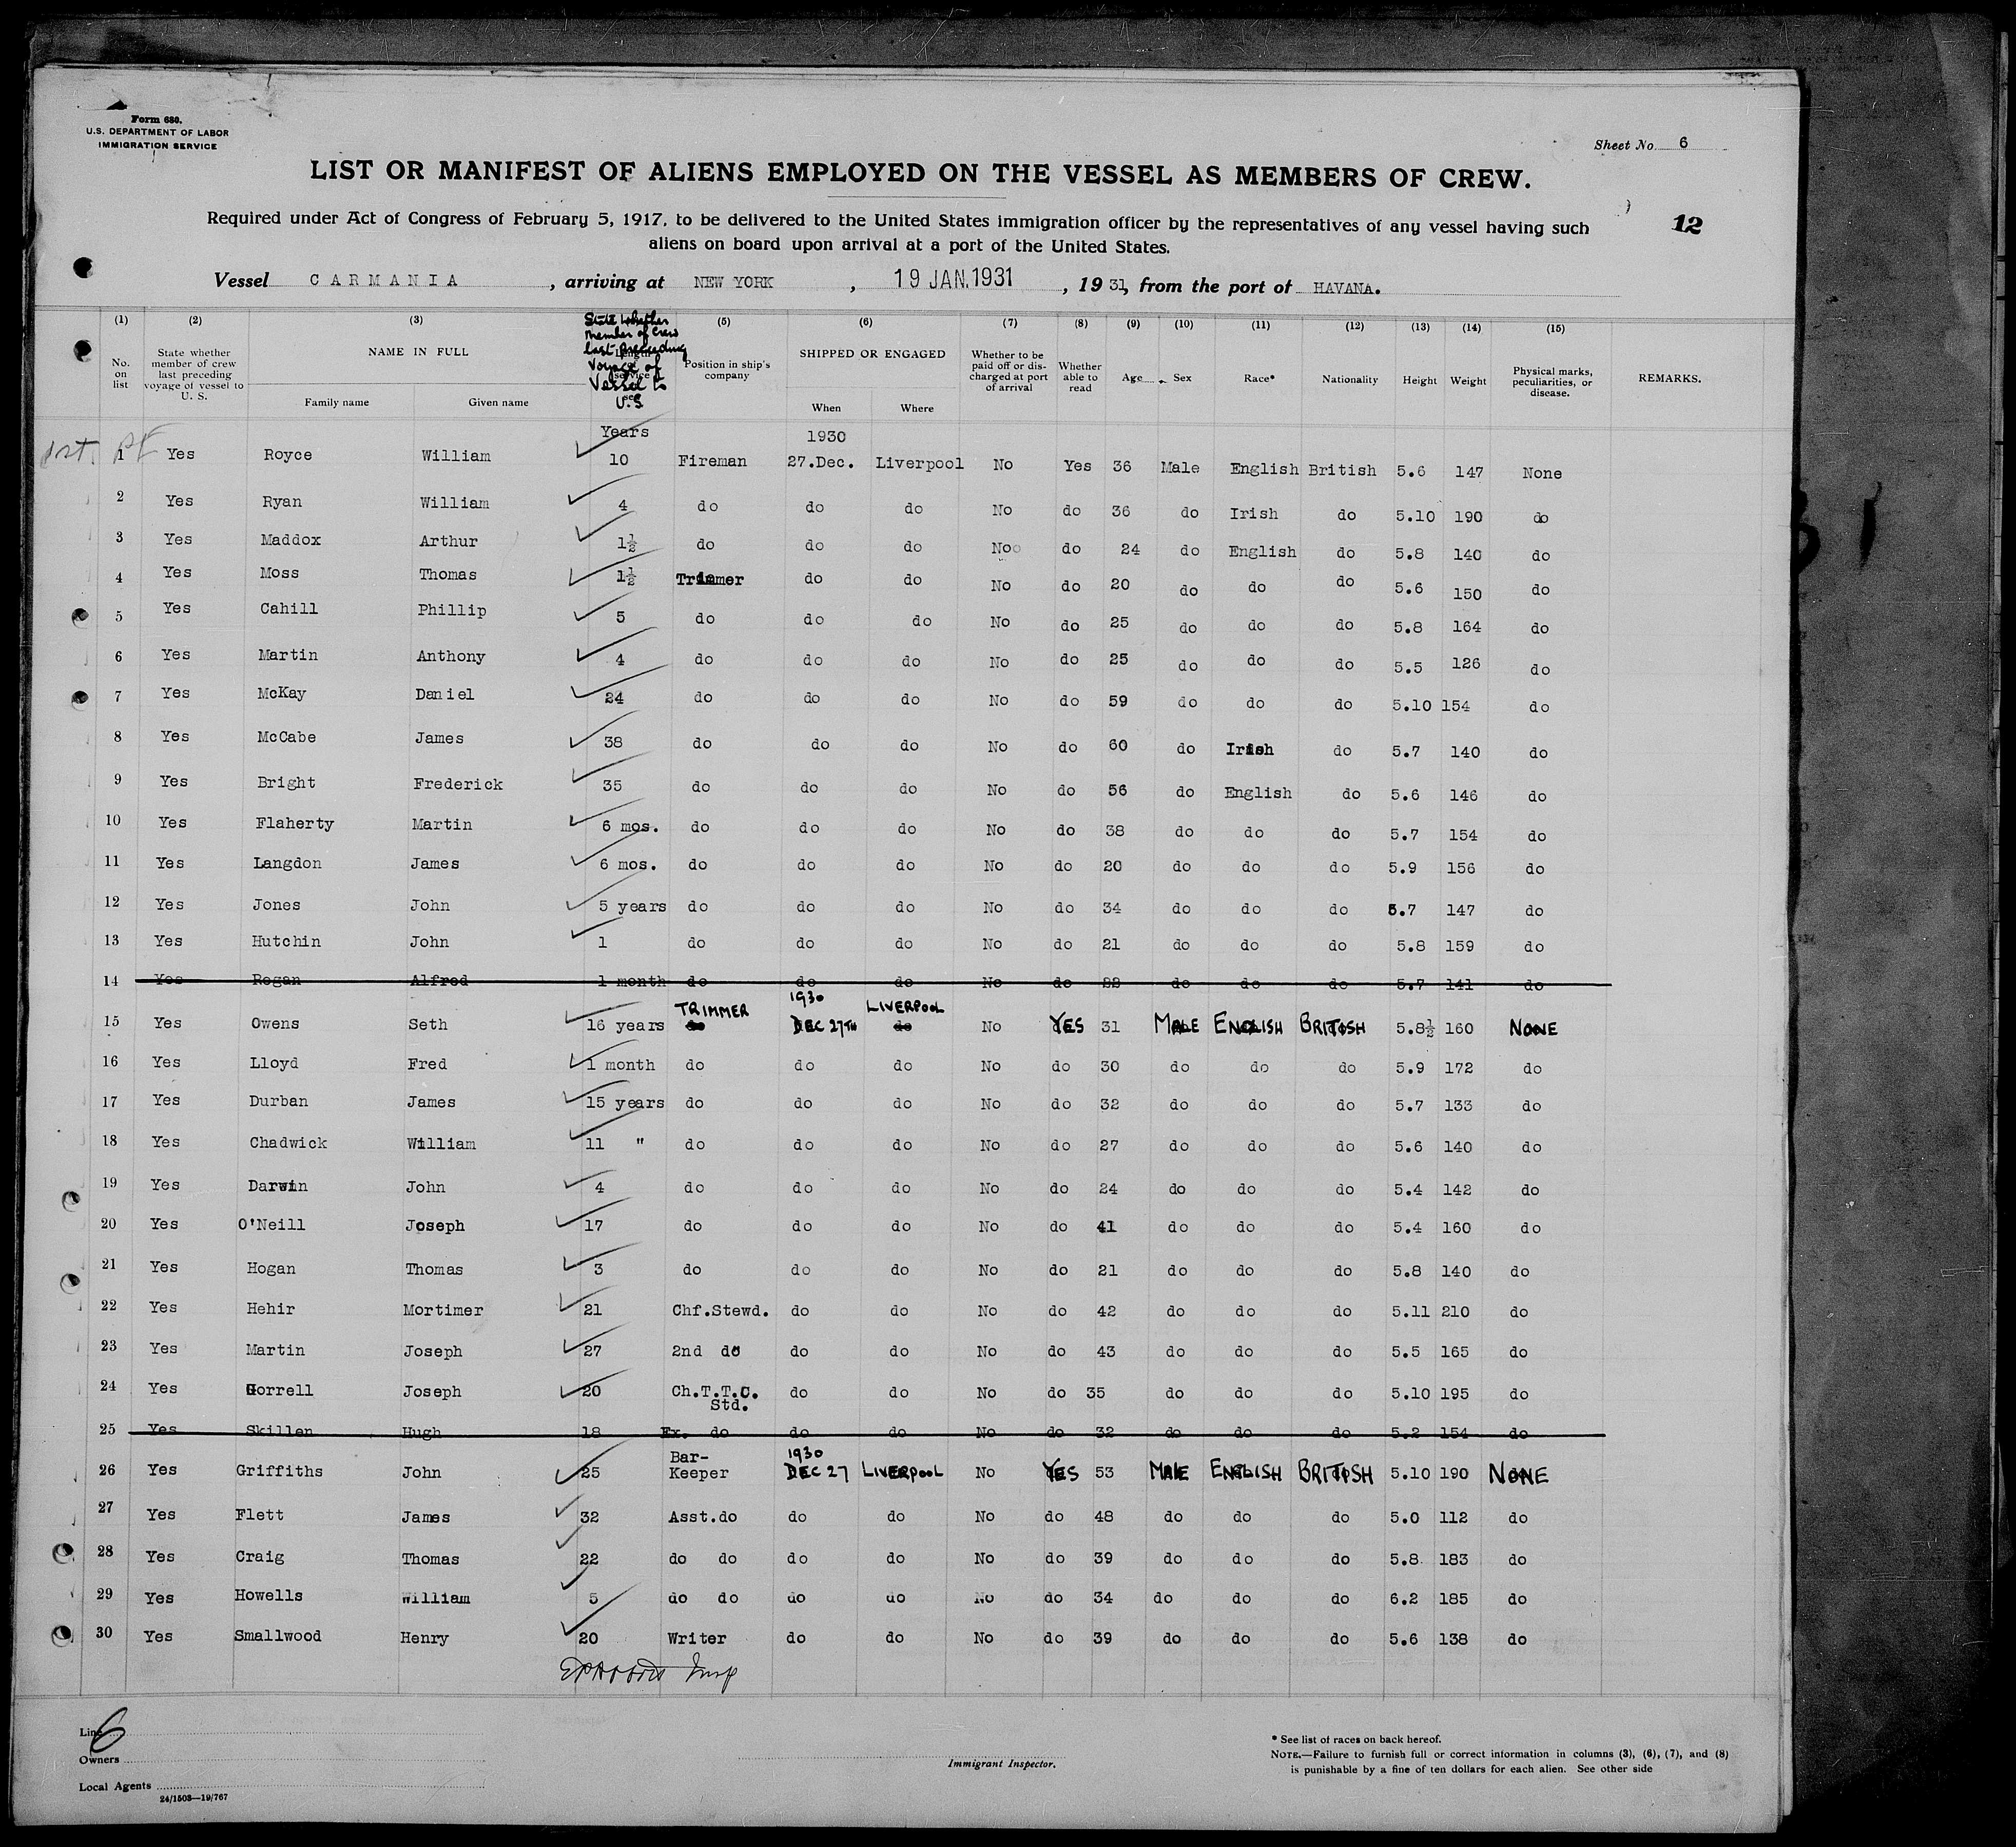 Form 680.
U.S. DEPARTMENT OF LABOR
IMMIGRATION SERVICE
Sheet No. 6
LIST OR MANIFEST OF ALIENS EMPLOYED ON THE VESSEL AS MEMBERS OF CREW.
Required under Act of Congress of February 5, 1917, to be delivered to the United States immigration officer by the representatives of any vessel having such
aliens on board upon arrival at a port of the United States.
12
Vessel CARMANIA, arriving at NEW YORK, 19 JAN.1931, 1931, from the port of HAVANA.
(1) (2) (3) (5) (6) (7) (8) (9) (10) (11) (12) (13) (14) (15)
No. on list State whether member of crew last preceding voyage of vessel to U. S. NAME IN FULL Family name Given name State whether member of crew last preceding voyage of vessel to U.S. Position in ship's company SHIPPED OR ENGAGED When Where Whether to be paid off or discharged at port of arrival Whether able to read Age Sex Race* Nationality Height Weight Physical marks, peculiarities, or disease. REMARKS.
Years 1930
1st. 1 Yes Royce William 10 Fireman 27.Dec. Liverpool No Yes 36 Male English British 5.6 147 None
2 Yes Ryan William 4 do do do No do 36 do Irish do 5.10 190 do
3 Yes Maddox Arthur 1½ do do do No do 24 do English do 5.8 140 do
4 Yes Moss Thomas 1½ Trimmer do do No do 20 do do do 5.6 150 do
5 Yes Cahill Phillip 5 do do do No do 25 do do do 5.8 164 do
6 Yes Martin Anthony 4 do do do No do 25 do do do 5.5 126 do
7 Yes McKay Daniel 24 do do do No do 59 do do do 5.10 154 do
8 Yes McCabe James 38 do do do No do 60 do Irish do 5.7 140 do
9 Yes Bright Frederick 35 do do do No do 56 do English do 5.6 146 do
10 Yes Flaherty Martin 6 mos. do do do No do 38 do do do 5.7 154 do
11 Yes Langdon James 6 mos. do do do No do 20 do do do 5.9 156 do
12 Yes Jones John 5 years do do do No do 34 do do do 5.7 147 do
13 Yes Hutchin John 1 do do do No do 21 do do do 5.8 159 do
14 Yes Regan Alfred 1 month do do do No do 22 do do do 5.7 141 do
15 Yes Owens Seth 16 years TRIMMER 1930 DEC 27TH LIVERPOOL No YES 31 MALE ENGLISH BRITISH 5.8½ 160 NONE
16 Yes Lloyd Fred 1 month do do do No do 30 do do do 5.9 172 do
17 Yes Durban James 15 years do do do No do 32 do do do 5.7 133 do
18 Yes Chadwick William 11 " do do do No do 27 do do do 5.6 140 do
19 Yes Darwin John 4 do do do No do 24 do do do 5.4 142 do
20 Yes O'Neill Joseph 17 do do do No do 41 do do do 5.4 160 do
21 Yes Hogan Thomas 3 do do do No do 21 do do do 5.8 140 do
22 Yes Hehir Mortimer 21 Chf.Stewd. do do No do 42 do do do 5.11 210 do
23 Yes Martin Joseph 27 2nd do do do No do 43 do do do 5.5 165 do
24 Yes Gorrell Joseph 20 Ch.T.T.C. Std. do do No do 35 do do do 5.10 195 do
25 Yes Skillen Hugh 18 Ex. do do do No do 32 do do do 5.2 154 do
26 Yes Griffiths John 25 Bar-Keeper 1930 DEC 27 LIVERPOOL No YES 53 MALE ENGLISH BRITISH 5.10 190 NONE
27 Yes Flett James 32 Asst.do do do No do 48 do do do 5.0 112 do
28 Yes Craig Thomas 22 do do do do No do 39 do do do 5.8 183 do
29 Yes Howells William 5 do do do do No do 34 do do do 6.2 185 do
30 Yes Smallwood Henry 20 Writer do do No do 39 do do do 5.6 138 do
Insp
6
Line
Owners
Local Agents
24/1503—19/767
Immigrant Inspector.
* See list of races on back hereof.
NOTE.—Failure to furnish full or correct information in columns (3), (6), (7), and (8)
is punishable by a fine of ten dollars for each alien. See other side